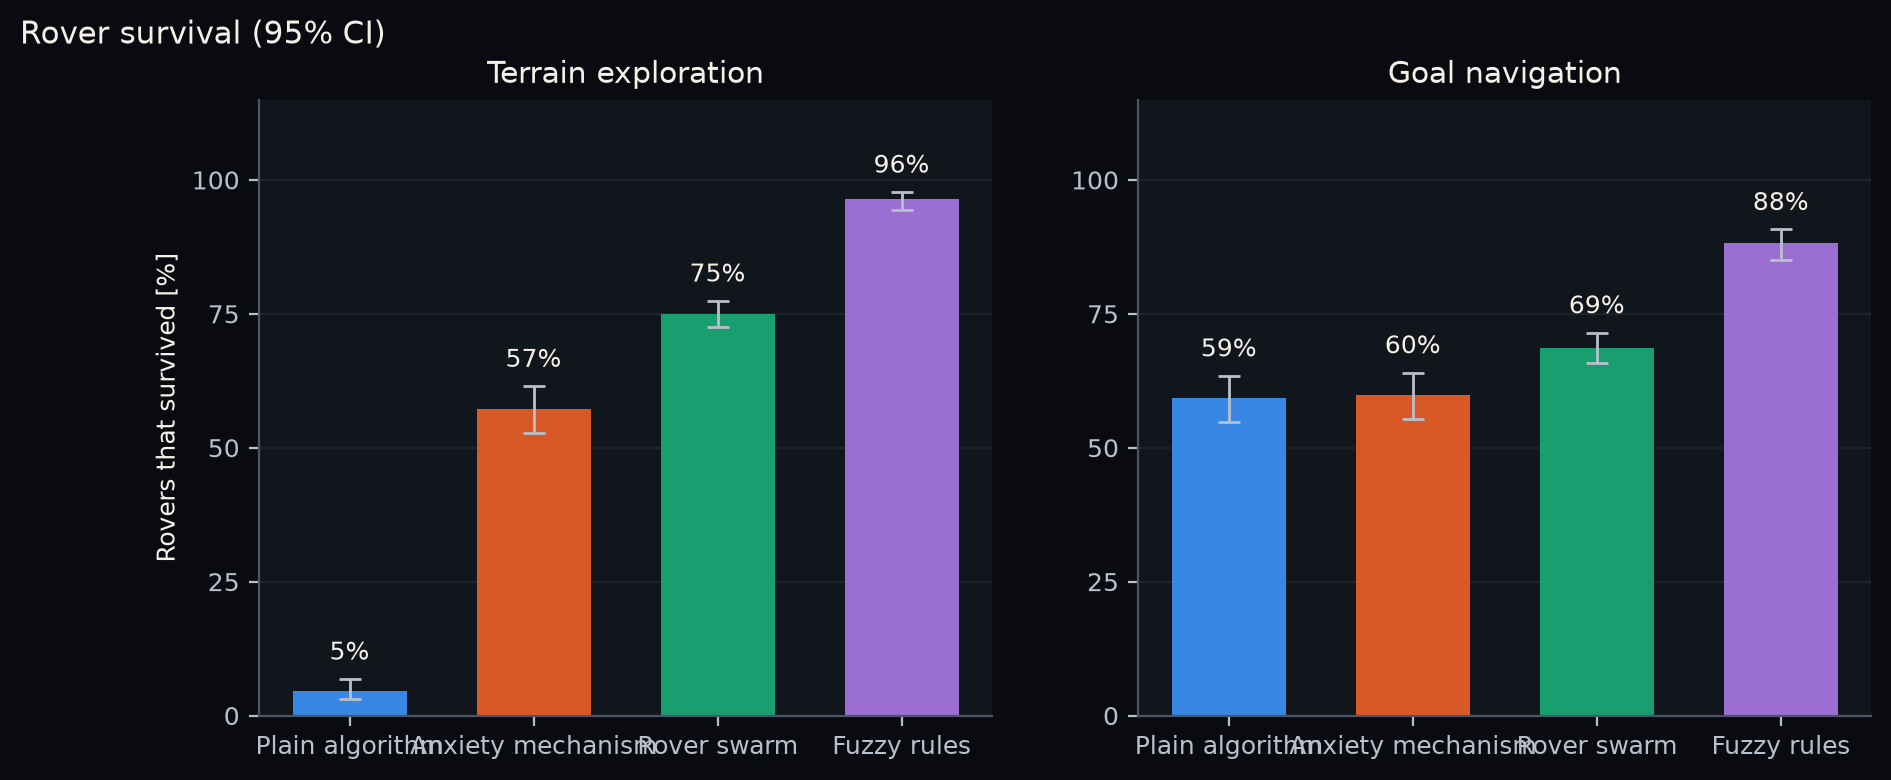 Rover survival (95% CI)
Terrain exploration
Rovers that survived [%]
100
75
50
25
0
5%
57%
75%
96%
Plain algorithm
Anxiety mechanism
Rover swarm
Fuzzy rules
Goal navigation
100
75
50
25
0
59%
60%
69%
88%
Plain algorithm
Anxiety mechanism
Rover swarm
Fuzzy rules